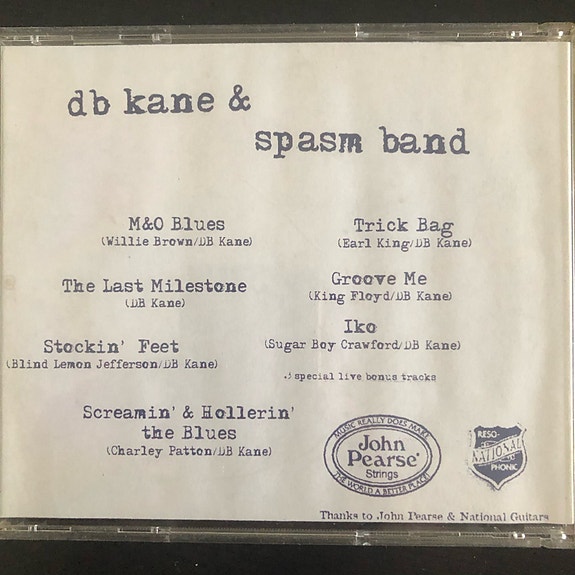 db kane &
spasm band
M&O Blues
(Willie Brown/DB Kane)
The Last Milestone
(DB Kane)
Stockin' Feet
(Blind Lemon Jefferson/DB Kane)
Screamin' & Hollerin'
the Blues
(Charley Patton/DB Kane)
Trick Bag
(Earl King/DB Kane)
Groove Me
(King Floyd/DB Kane)
Iko
(Sugar Boy Crawford/DB Kane)
special live bonus tracks
MUSIC REALLY DOES MAKE
John
Pearse
Strings
THE WORLD A BETTER PLACE
RESO-
NATIONAL
PHONIC
Thanks to John Pearse & National Guitars